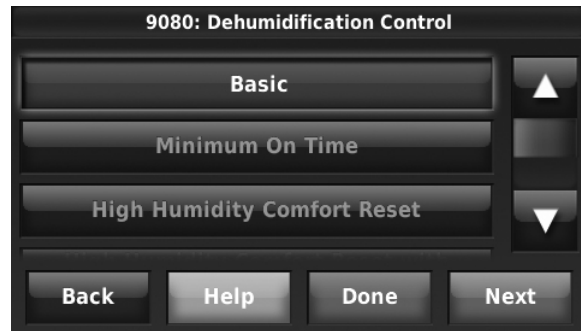 9080: Dehumidification Control
Basic
Minimum On Time
High Humidity Comfort Reset
Back Help Done Next